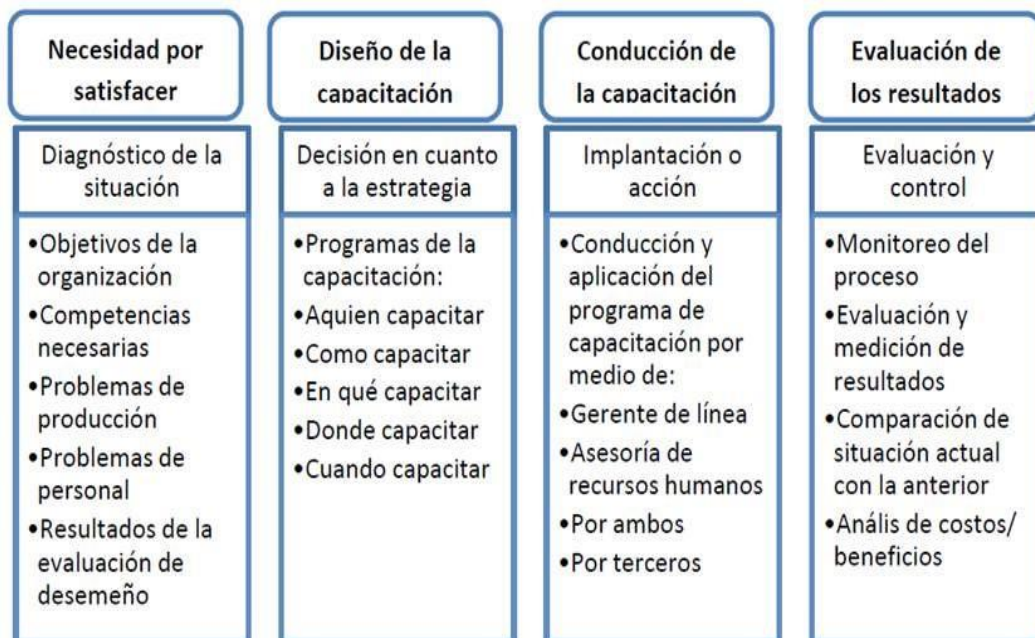 Necesidad por
satisfacer
Diagnóstico de la
situación
•Objetivos de la
organización
•Competencias
necesarias
•Problemas de
producción
•Problemas de
personal
•Resultados de la
evaluación de
desemeño
Diseño de la
capacitación
Decisión en cuanto
a la estrategia
•Programas de la
capacitación:
•Aquien capacitar
•Como capacitar
•En qué capacitar
•Donde capacitar
•Cuando capacitar
Conducción de
la capacitación
Implantación o
acción
•Conducción y
aplicación del
programa de
capacitación por
medio de:
•Gerente de línea
•Asesoría de
recursos humanos
•Por ambos
•Por terceros
Evaluación de
los resultados
Evaluación y
control
•Monitoreo del
proceso
•Evaluación y
medición de
resultados
•Comparación de
situación actual
con la anterior
•Anális de costos/
beneficios